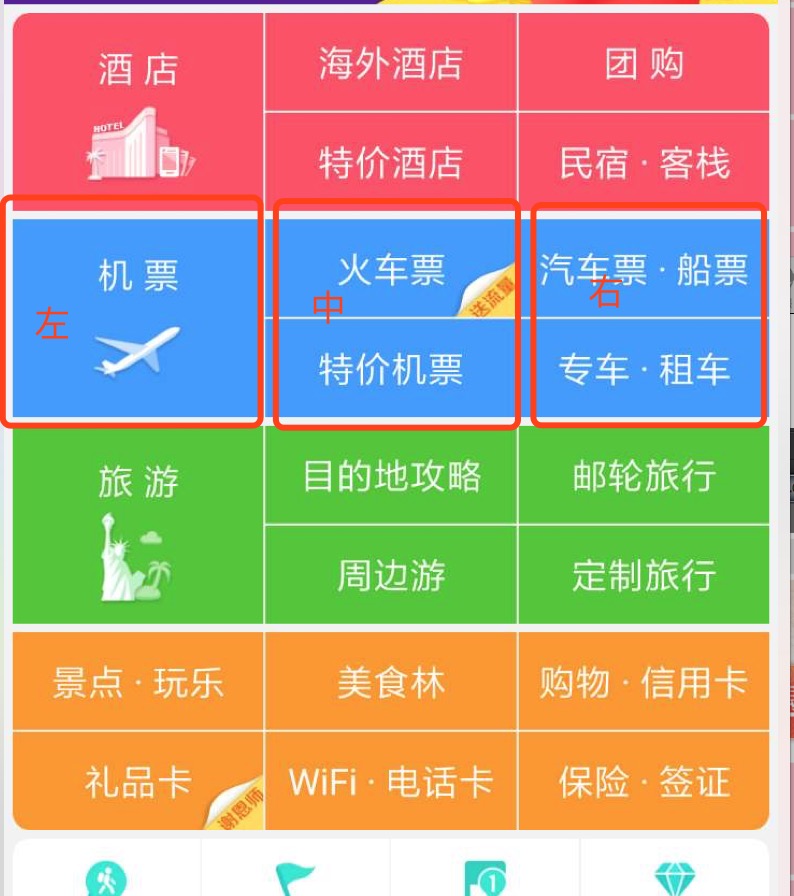 酒店
HOTEL
海外酒店
团购
特价酒店
民宿·客栈
机票
左
火车票
送流量
中
特价机票
汽车票·船票
右
专车·租车
旅游
目的地攻略
邮轮旅行
周边游
定制旅行
景点·玩乐
美食林
购物·信用卡
礼品卡
谢恩师
WiFi·电话卡
保险·签证
1